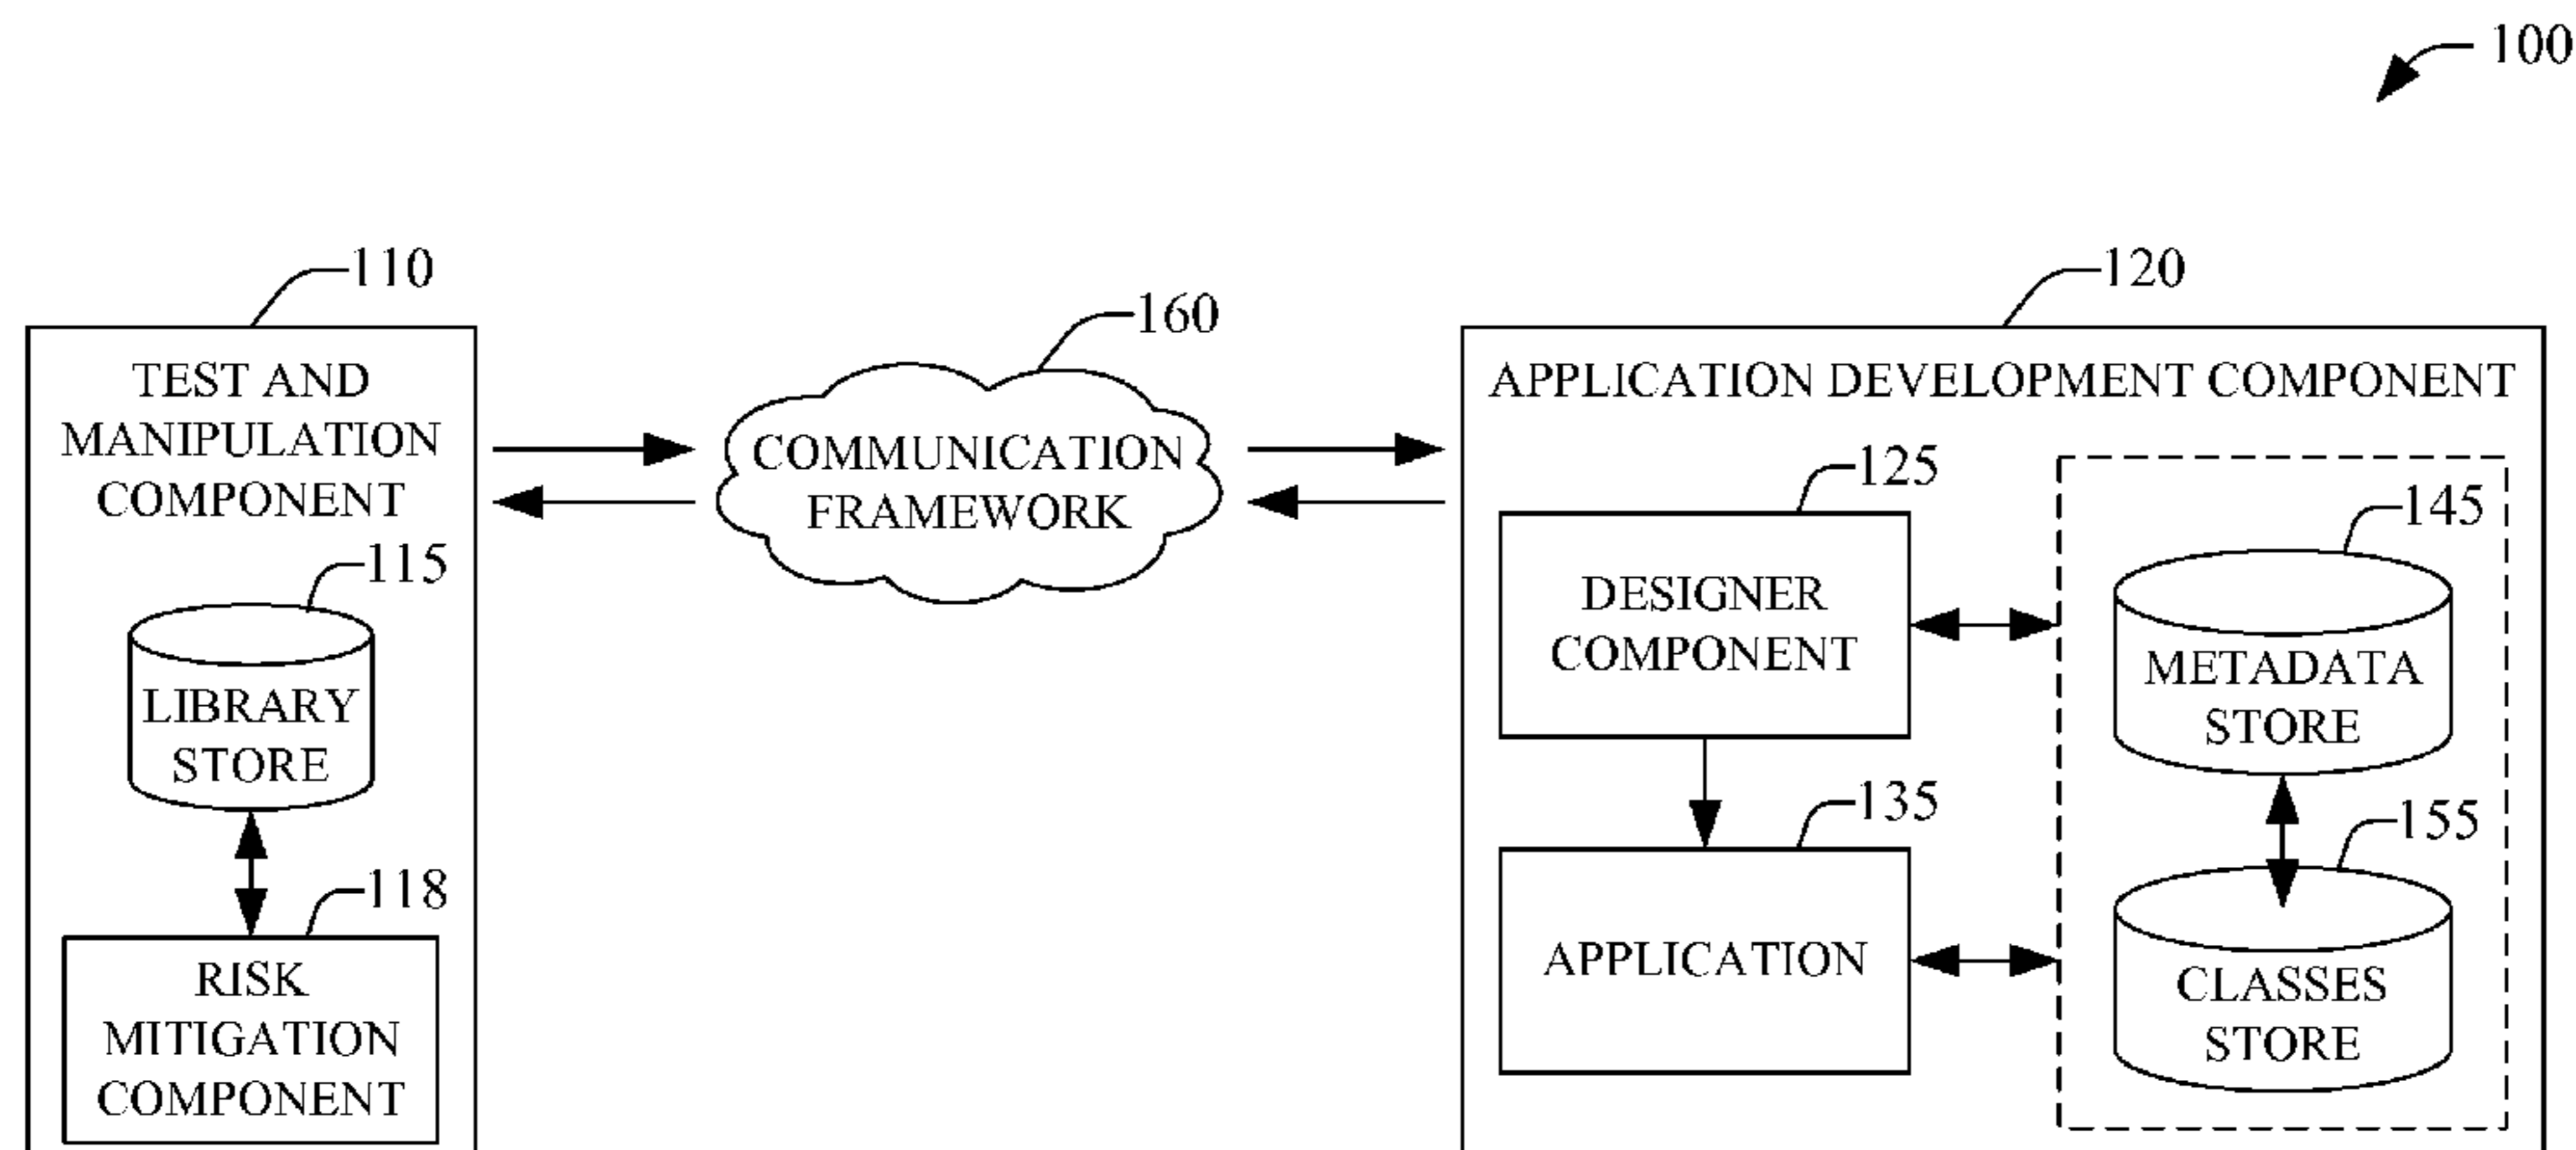 100
110
TEST AND
MANIPULATION
COMPONENT
115
LIBRARY
STORE
118
RISK
MITIGATION
COMPONENT
160
COMMUNICATION
FRAMEWORK
120
APPLICATION DEVELOPMENT COMPONENT
125
DESIGNER
COMPONENT
135
APPLICATION
145
METADATA
STORE
155
CLASSES
STORE